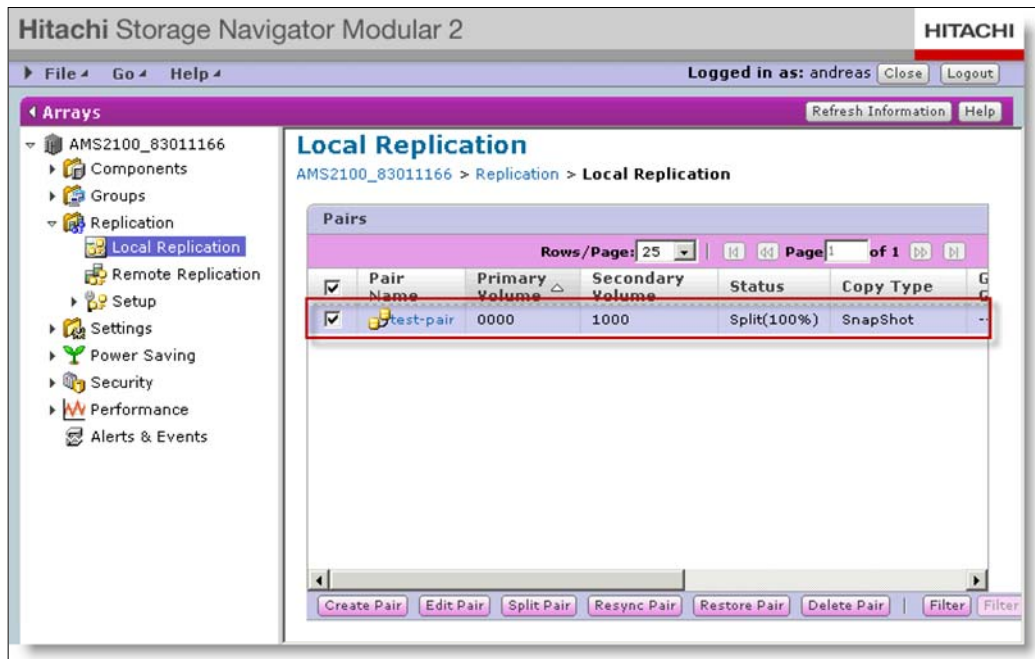 Hitachi Storage Navigator Modular 2
HITACHI
File Go Help
Logged in as: andreas Close Logout
Arrays
Refresh Information Help
AMS2100_83011166
Components
Groups
Replication
Local Replication
Remote Replication
Setup
Settings
Power Saving
Security
Performance
Alerts & Events
Local Replication
AMS2100_83011166 > Replication > Local Replication
Pairs
Rows/Page: 25 | Page 1 of 1
Pair Name Primary Volume Secondary Volume Status Copy Type
test-pair 0000 1000 Split(100%) SnapShot --
Create Pair Edit Pair Split Pair Resync Pair Restore Pair Delete Pair | Filter Filter